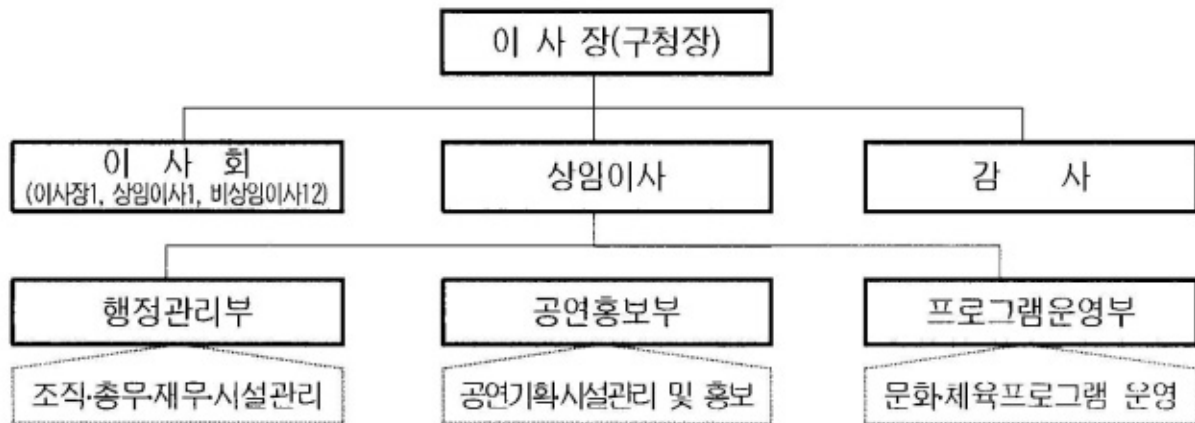 이 사 장(구청장)
이 사 회
(이사장1, 상임이사1, 비상임이사12)
상임이사
감 사
행정관리부
공연홍보부
프로그램운영부
조직·총무·재무·시설관리
공연기획·시설관리 및 홍보
문화·체육프로그램 운영